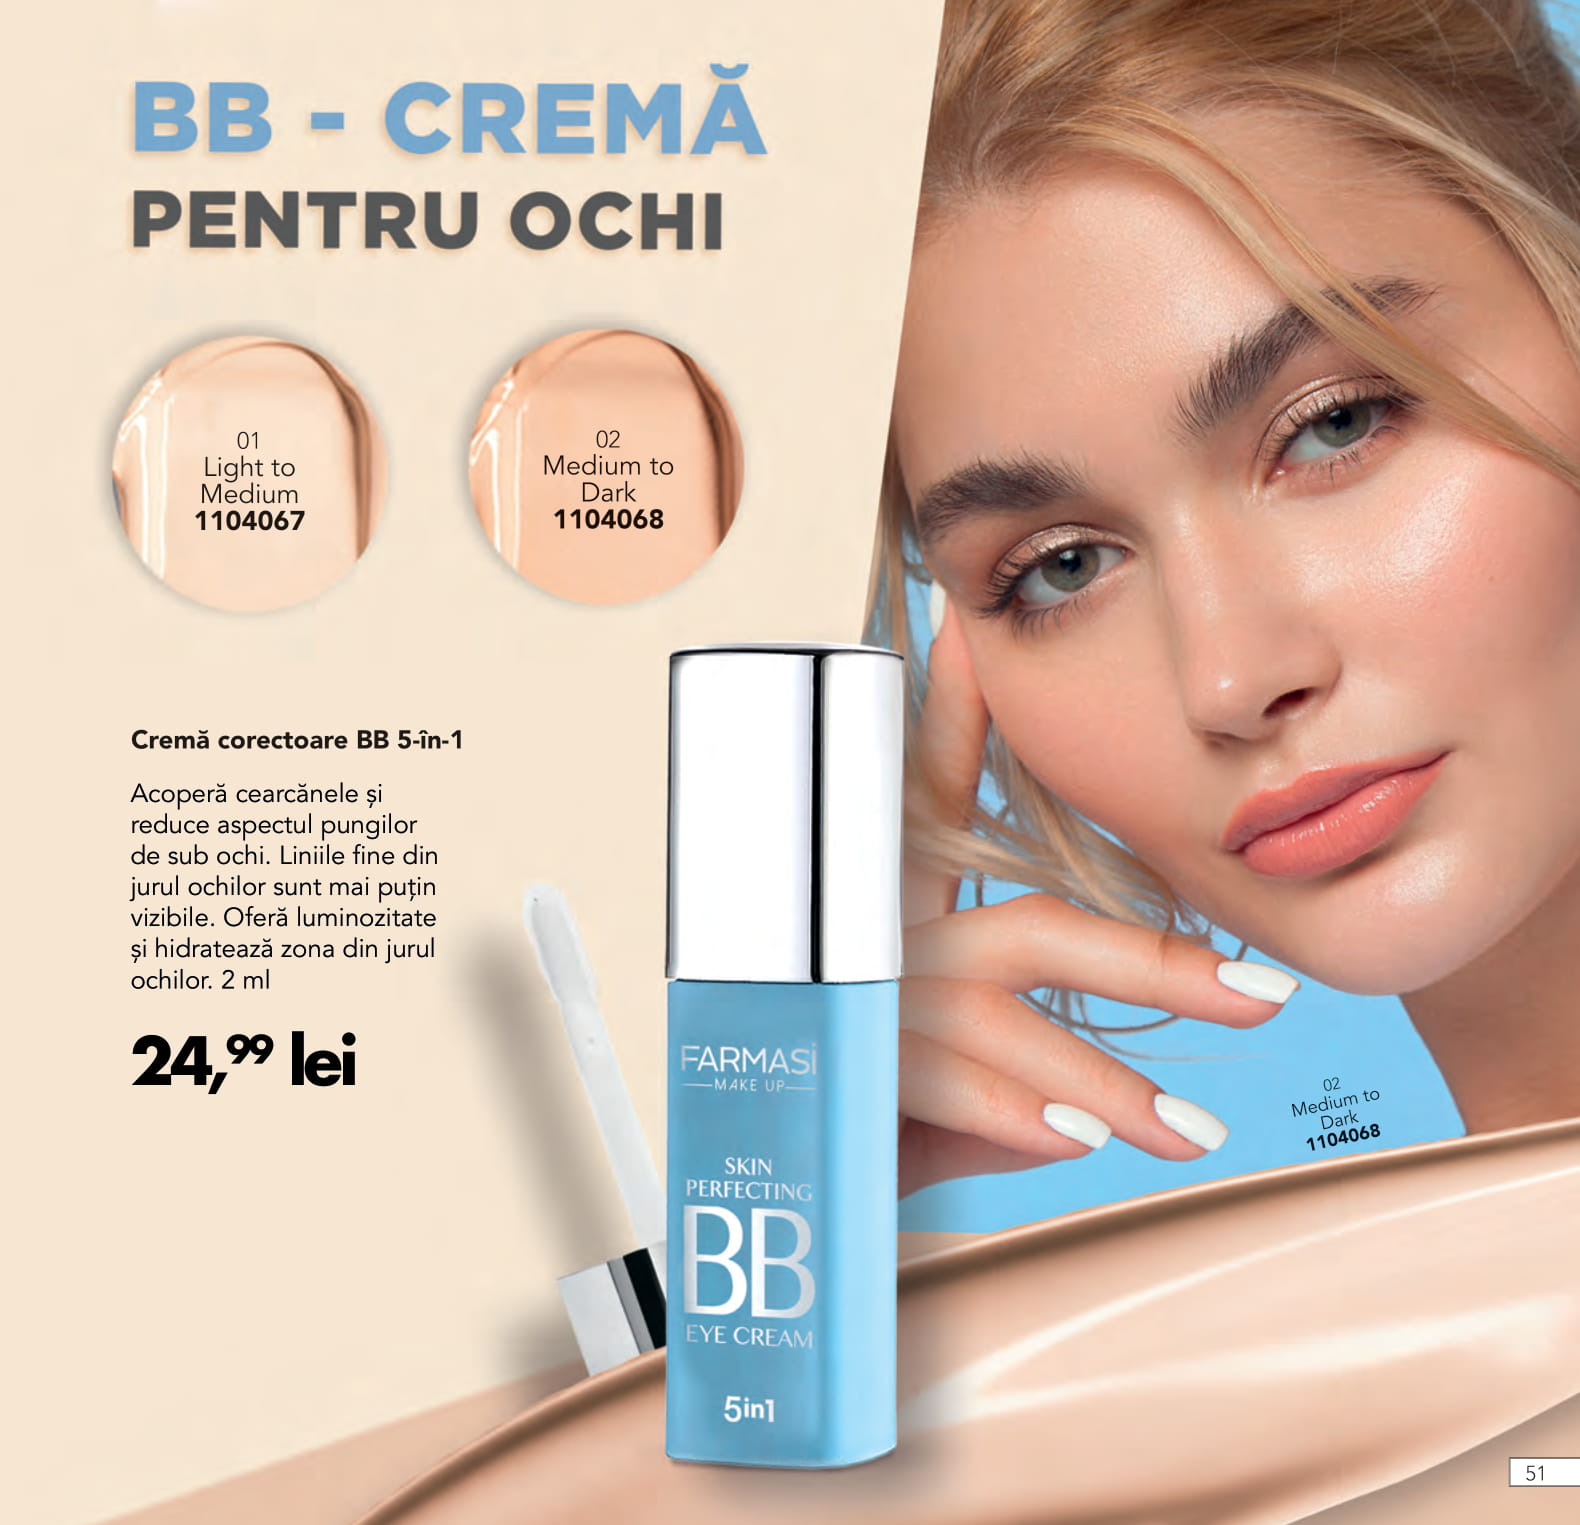 BB - CREMĂ
PENTRU OCHI
01
Light to
Medium
1104067
02
Medium to
Dark
1104068
Cremă corectoare BB 5-în-1
Acoperă cearcănele și
reduce aspectul pungilor
de sub ochi. Liniile fine din
jurul ochilor sunt mai puțin
vizibile. Oferă luminozitate
și hidratează zona din jurul
ochilor. 2 ml
24,99 lei
FARMASi
MAKE UP
SKIN
PERFECTING
BB
EYE CREAM
5in1
02
Medium to
Dark
1104068
51